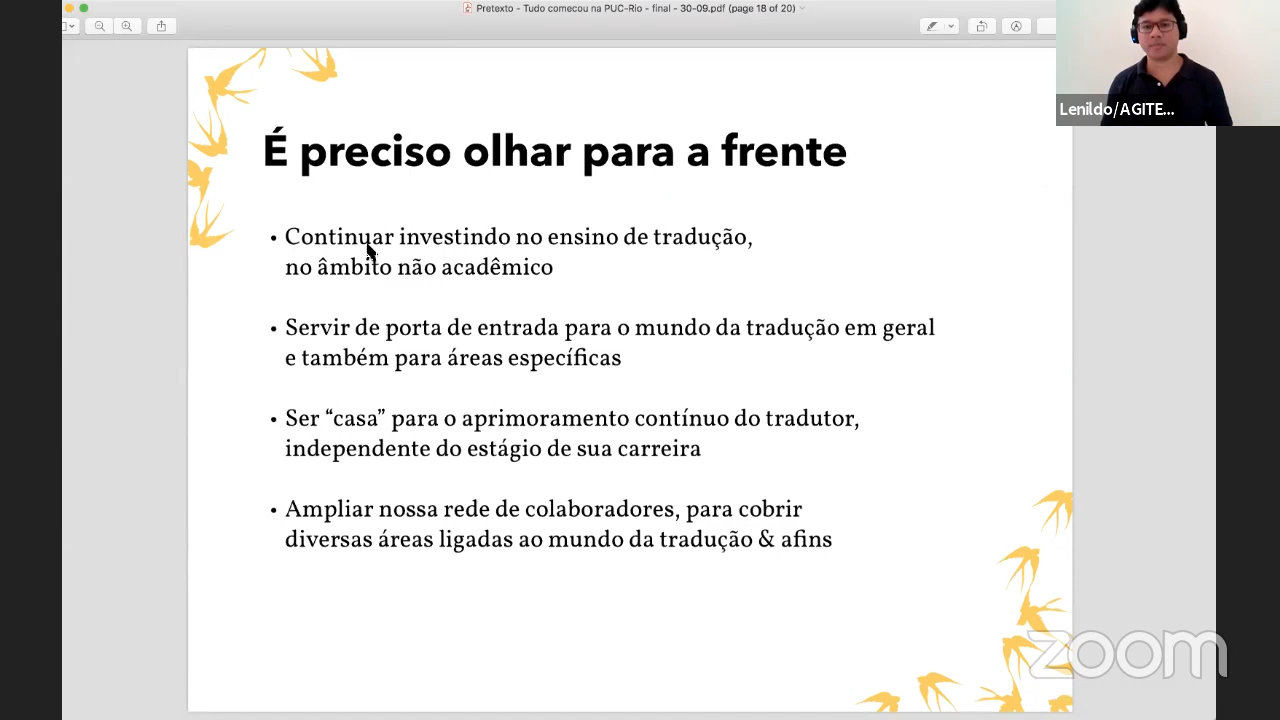 Pretexto - Tudo comecou na PUC-Rio - final - 30-09.pdf (page 18 of 20)
Lenildo/AGITE...
É preciso olhar para a frente
• Continuar investindo no ensino de tradução,
no âmbito não acadêmico
• Servir de porta de entrada para o mundo da tradução em geral
e também para áreas específicas
• Ser “casa” para o aprimoramento contínuo do tradutor,
independente do estágio de sua carreira
• Ampliar nossa rede de colaboradores, para cobrir
diversas áreas ligadas ao mundo da tradução & afins
zoom